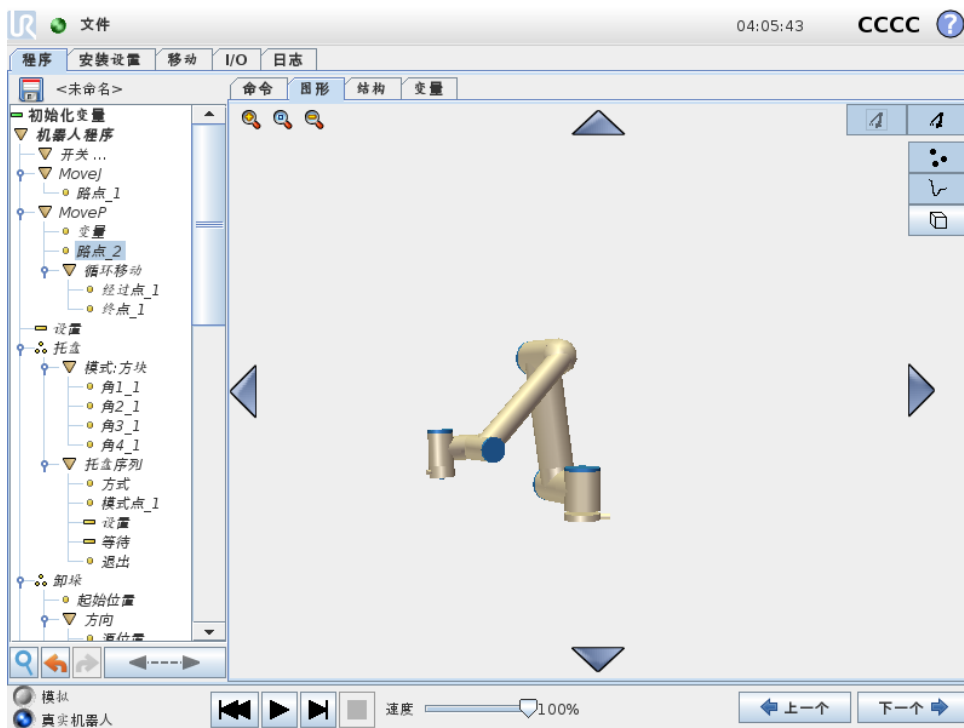 UR 文件 04:05:43 CCCC ?
程序 安装设置 移动 I/O 日志
<未命名> 命令 图形 结构 变量
初始化变量
机器人程序
开关 ...
MoveJ
路点_1
MoveP
变量
路点_2
循环移动
经过点_1
终点_1
设置
托盘
模式:方块
角1_1
角2_1
角3_1
角4_1
托盘序列
方式
模式点_1
设置
等待
退出
卸垛
起始位置
方向
源位置
模拟
真实机器人
速度 100% 上一个 下一个